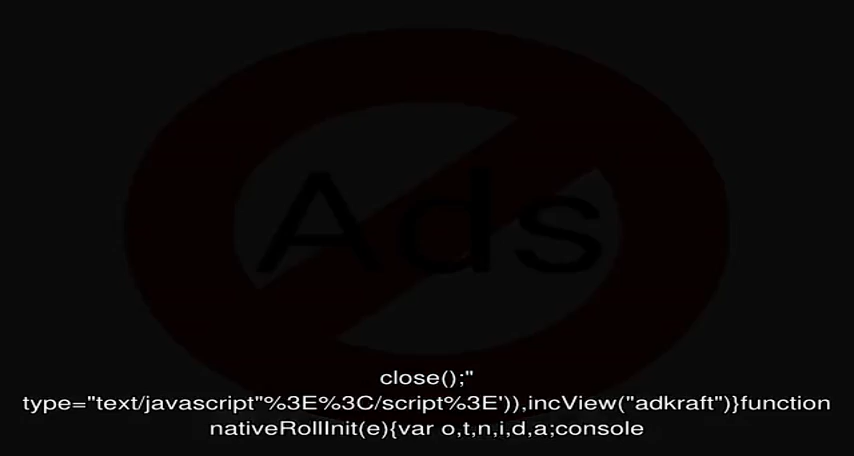 Ads
close();"
type="text/javascript"%3E%3C/script%3E')),incView("adkraft")}function
nativeRollInit(e){var o,t,n,i,d,a;console